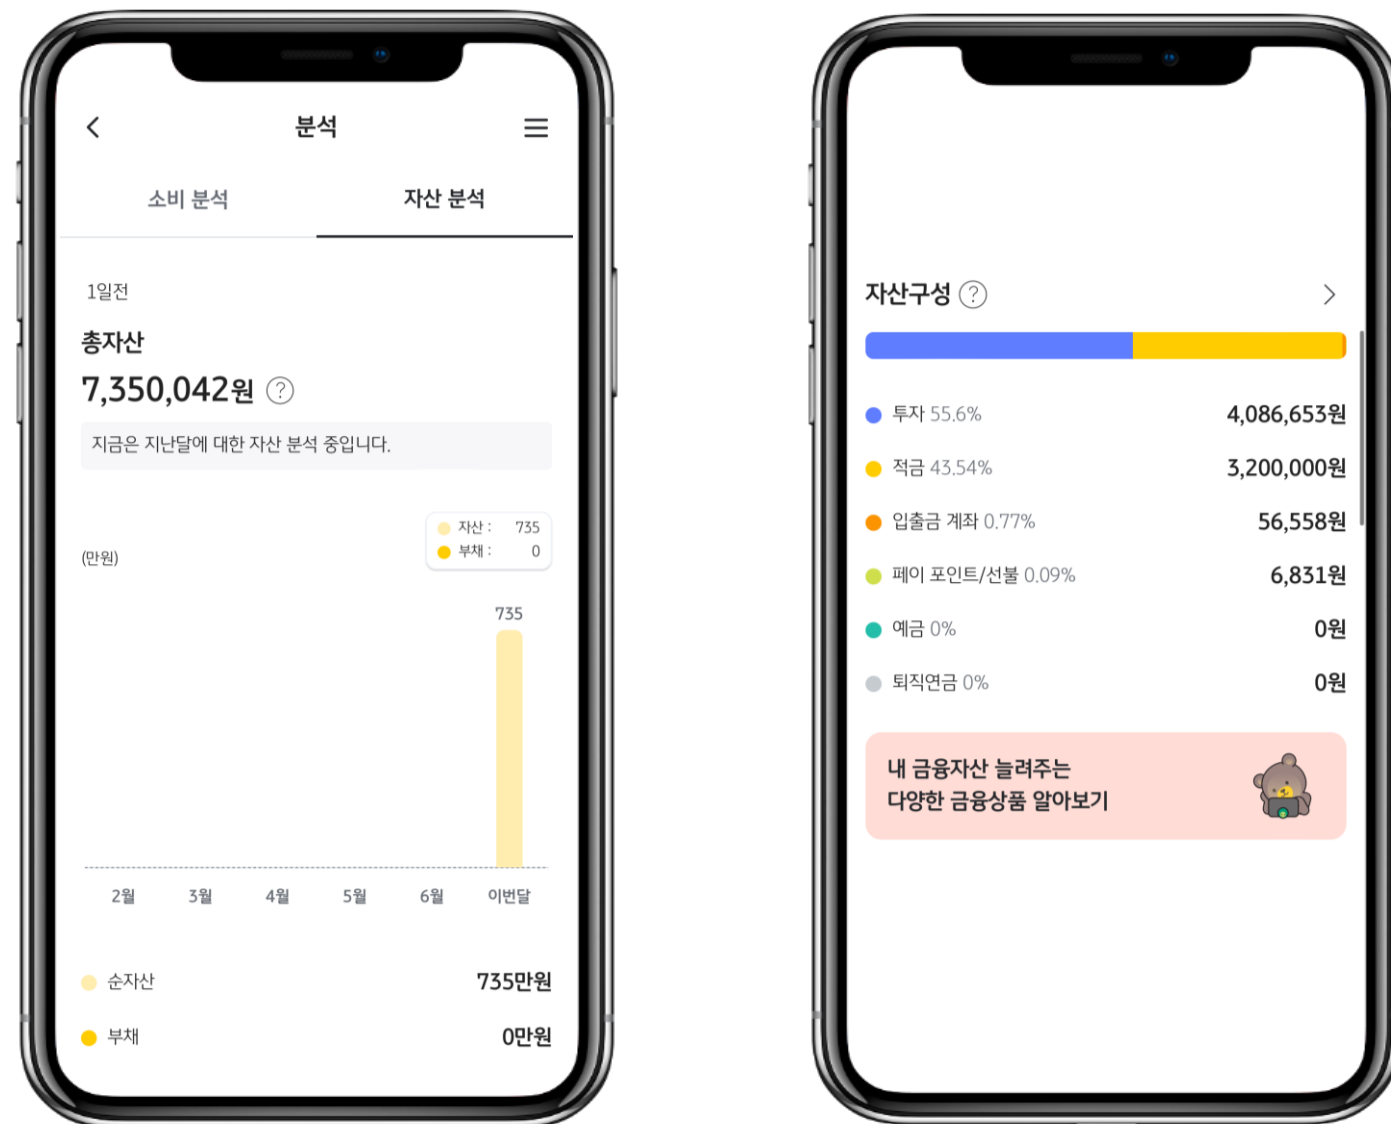 분석
소비 분석 자산 분석
1일전
총자산
7,350,042원 ?
지금은 지난달에 대한 자산 분석 중입니다.
자산 : 735
부채 : 0
(만원)
735
2월 3월 4월 5월 6월 이번달
순자산 735만원
부채 0만원
자산구성 ?
투자 55.6% 4,086,653원
적금 43.54% 3,200,000원
입출금 계좌 0.77% 56,558원
페이 포인트/선불 0.09% 6,831원
예금 0% 0원
퇴직연금 0% 0원
내 금융자산 늘려주는
다양한 금융상품 알아보기